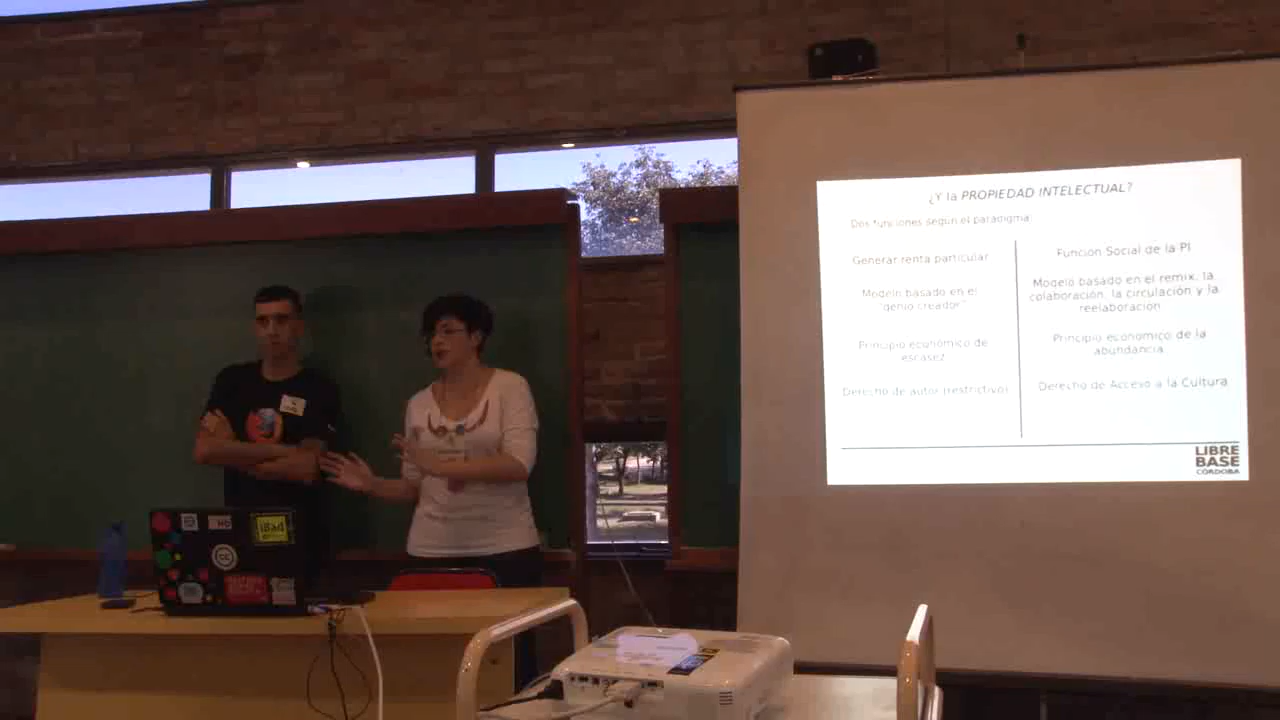 ¿Y la PROPIEDAD INTELECTUAL?
Dos funciones según el paradigma:
Generar renta particular
Modelo basado en el
"genio creador"
Principio económico de
escasez
Derecho de autor (restrictivo)
Función Social de la PI
Modelo basado en el remix, la
colaboración, la circulación y la
reelaboración
Principio económico de la
abundancia
Derecho de Acceso a la Cultura
LIBRE
BASE
CÓRDOBA
iBad
cc